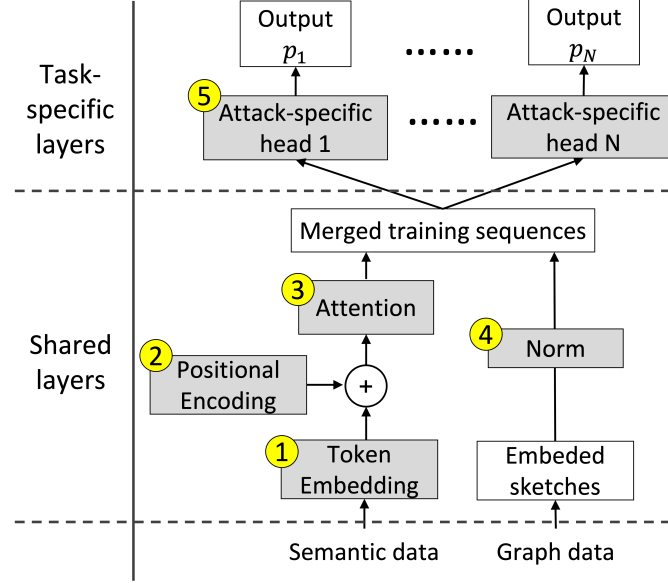 Output
p₁
......
Output
p_N
Task-
specific
layers
5
Attack-specific
head 1
......
Attack-specific
head N
Merged training sequences
3
Attention
4
Norm
Shared
layers
2
Positional
Encoding
+
1
Token
Embedding
Embeded
sketches
Semantic data
Graph data